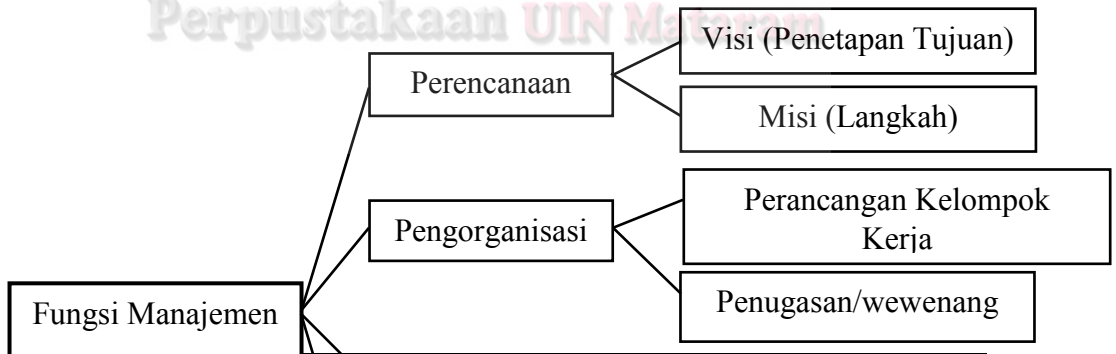 Perpustakaan UIN Mataram
Visi (Penetapan Tujuan)
Perencanaan
Misi (Langkah)
Perancangan Kelompok
Kerja
Pengorganisasi
Penugasan/wewenang
Fungsi Manajemen